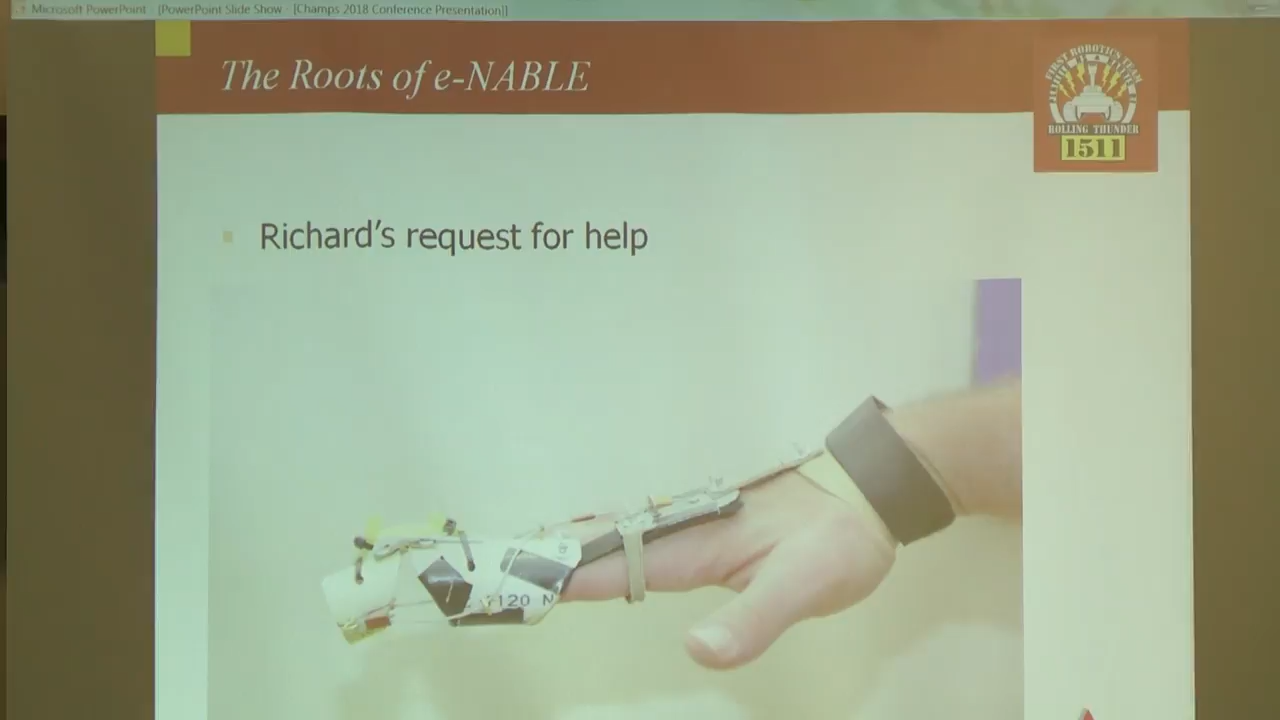 Microsoft PowerPoint - [PowerPoint Slide Show - [Champs 2018 Conference Presentation]]
The Roots of e-NABLE
FIRST ROBOTICS TEAM
ROLLING THUNDER
1511
Richard's request for help
120 N